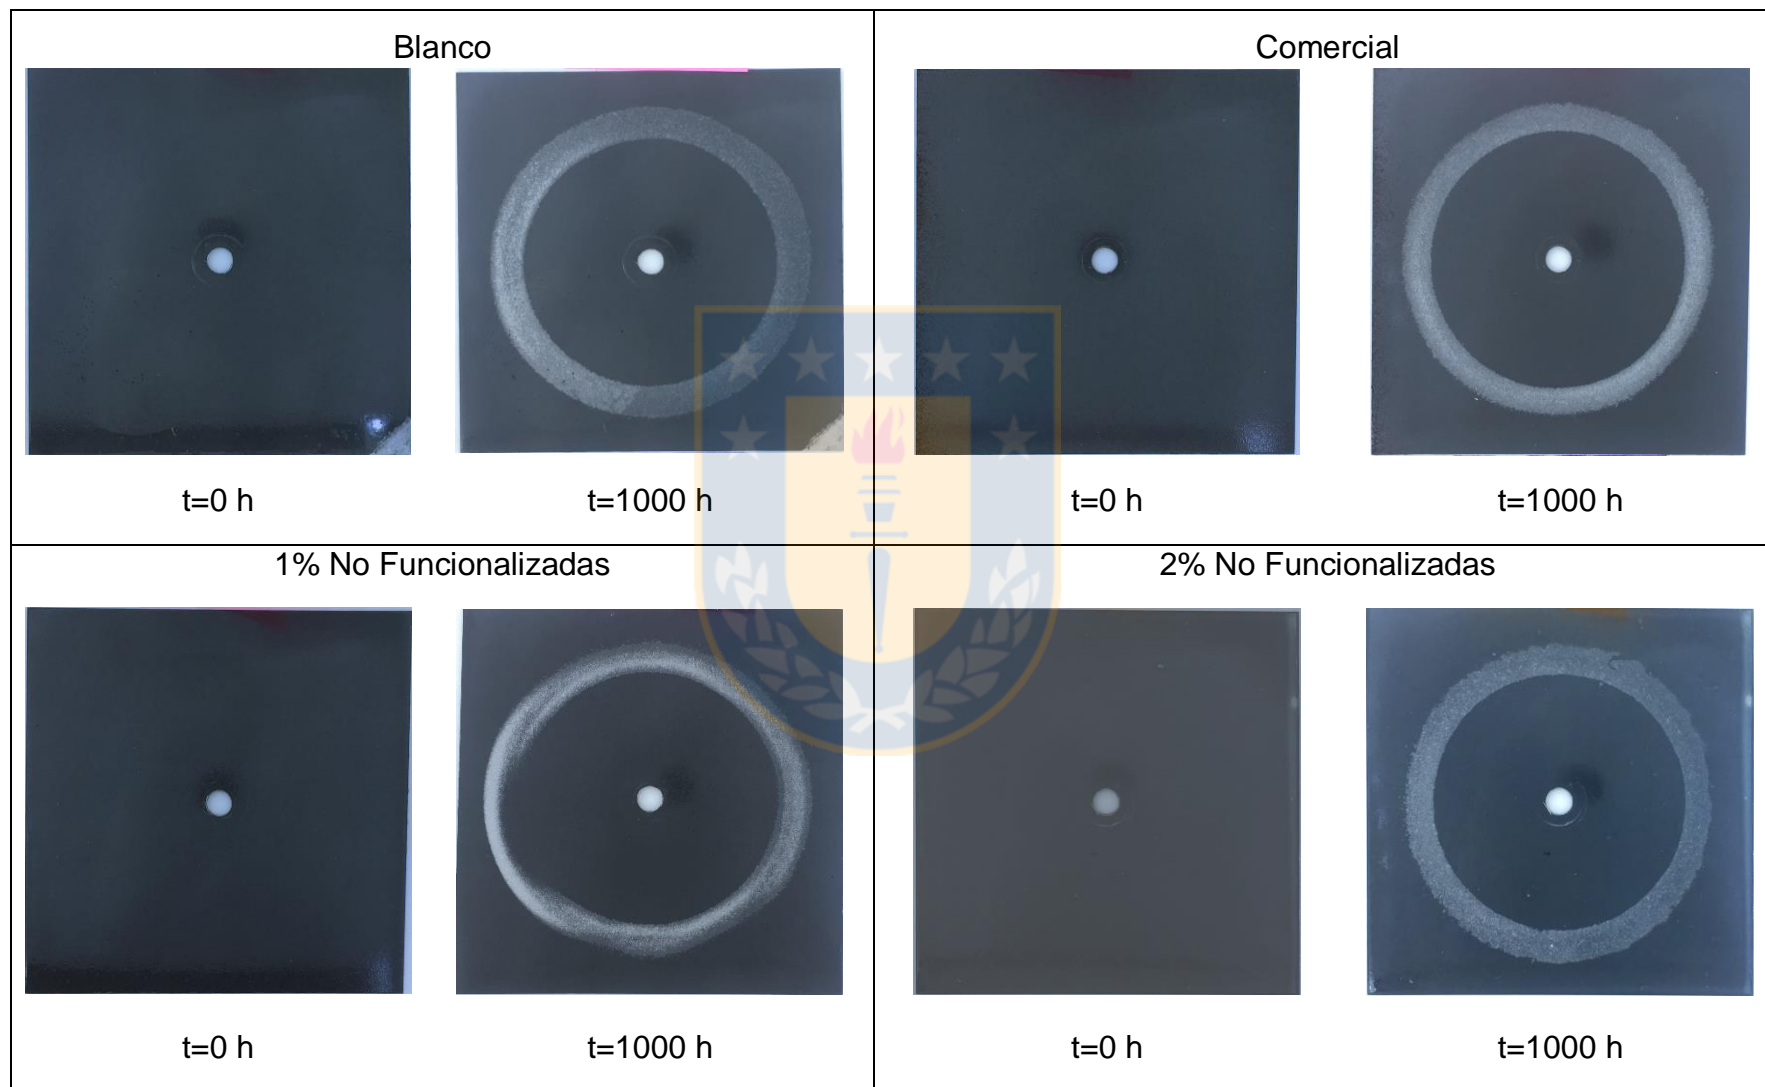 Blanco
Comercial
t=0 h
t=1000 h
t=0 h
t=1000 h
1% No Funcionalizadas
2% No Funcionalizadas
t=0 h
t=1000 h
t=0 h
t=1000 h